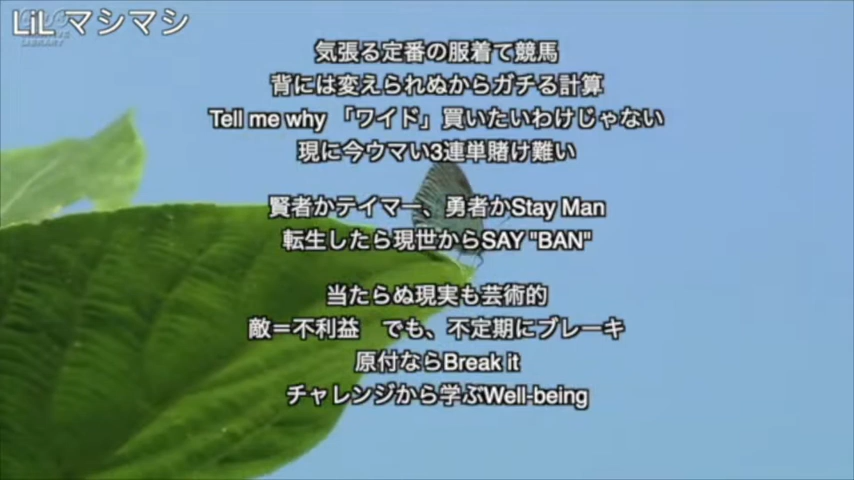 LiL マシマシ
気張る定番の服着て競馬
背には変えられぬからガチる計算
Tell me why 「ワイド」買いたいわけじゃない
現に今ウマい3連単賭け難い
賢者かテイマー、勇者かStay Man
転生したら現世からSAY "BAN"
当たらぬ現実も芸術的
敵＝不利益　でも、不定期にブレーキ
原付ならBreak it
チャレンジから学ぶWell-being